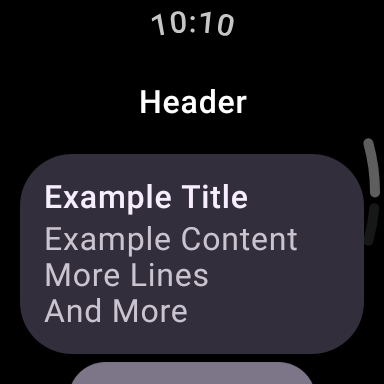 10:10
Header
Example Title
Example Content
More Lines
And More